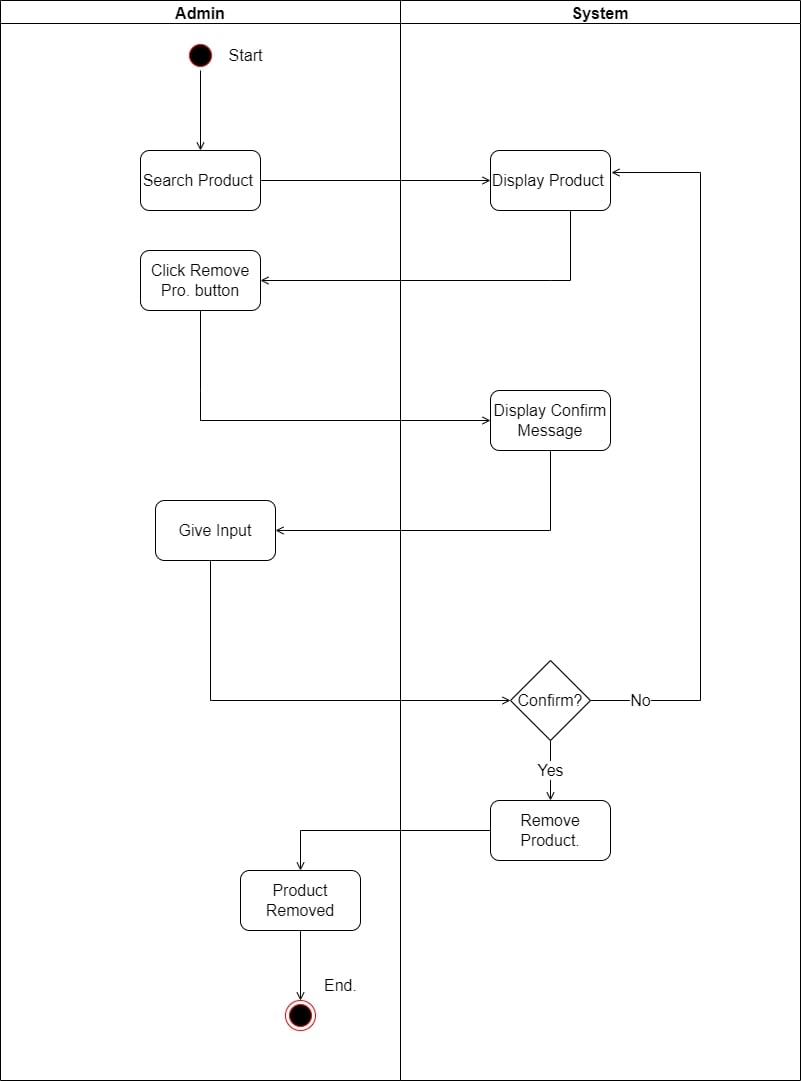 Admin
System
Start
Search Product
Display Product
Click Remove
Pro. button
Display Confirm
Message
Give Input
Confirm?
No
Yes
Remove
Product.
Product
Removed
End.